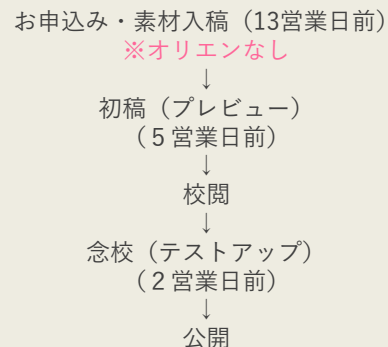 お申込み・素材入稿（13営業日前）
※オリエンなし
↓
初稿（プレビュー）
（５営業日前）
↓
校閲
↓
念校（テストアップ）
（２営業日前）
↓
公開